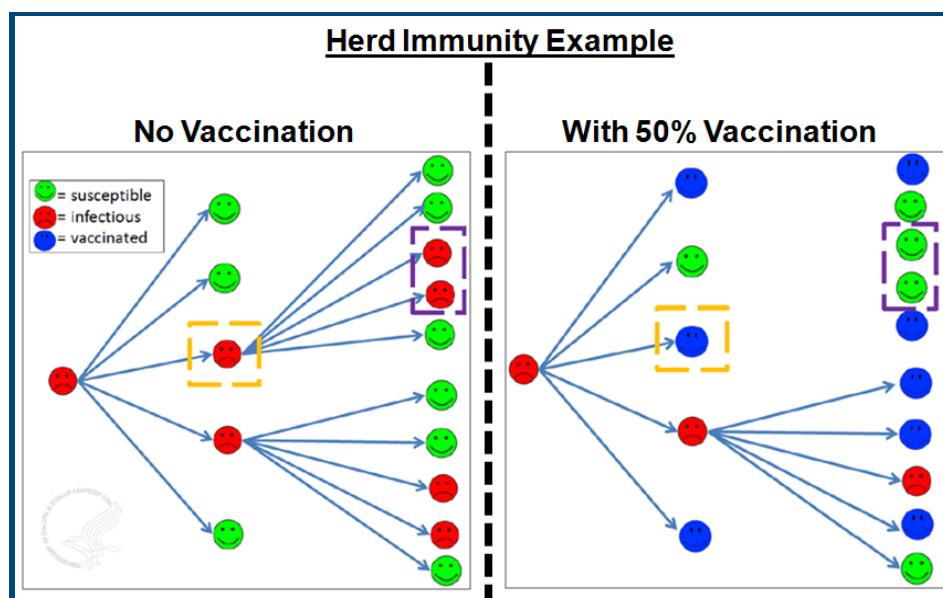 Herd Immunity Example
No Vaccination
With 50% Vaccination
= susceptible
= infectious
= vaccinated